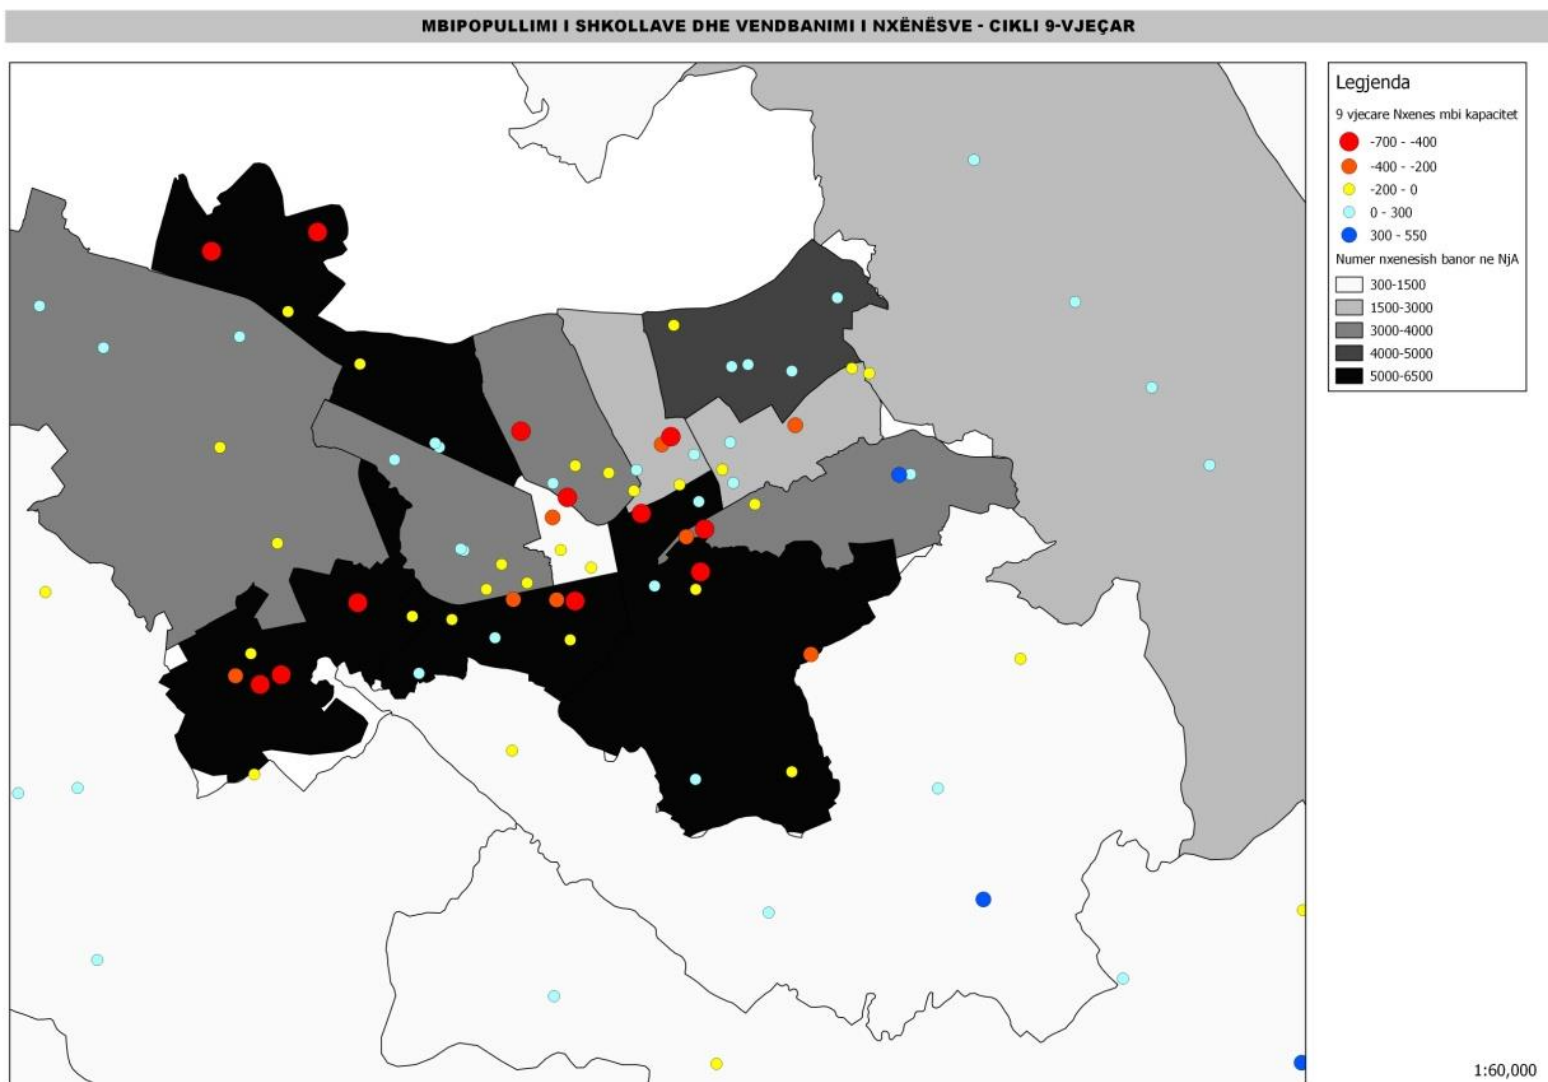 MBIPOPULLIMI I SHKOLLAVE DHE VENDBANIMI I NXËNËSVE - CIKLI 9-VJEÇAR
Legjenda
9 vjecare Nxenes mbi kapacitet
-700 - -400
-400 - -200
-200 - 0
0 - 300
300 - 550
Numer nxenesish banor ne NjA
300-1500
1500-3000
3000-4000
4000-5000
5000-6500
1:60,000